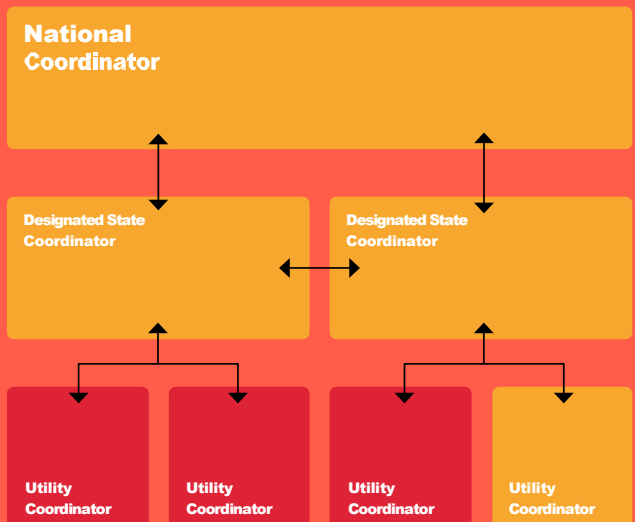 National
Coordinator
Designated State
Coordinator
Designated State
Coordinator
Utility
Coordinator
Utility
Coordinator
Utility
Coordinator
Utility
Coordinator